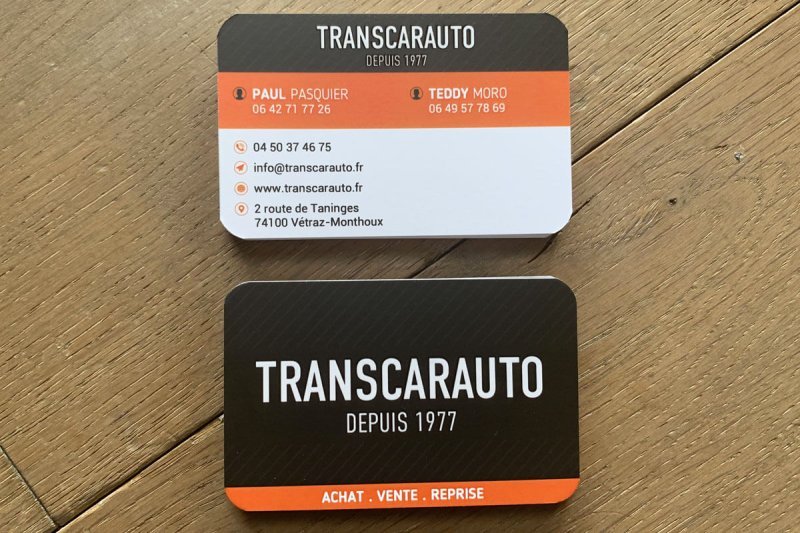 TRANSCARAUTO
DEPUIS 1977
PAUL PASQUIER
06 42 71 77 26
TEDDY MORO
06 49 57 78 69
04 50 37 46 75
info@transcarauto.fr
www.transcarauto.fr
2 route de Taninges
74100 Vétraz-Monthoux
TRANSCARAUTO
DEPUIS 1977
ACHAT . VENTE . REPRISE